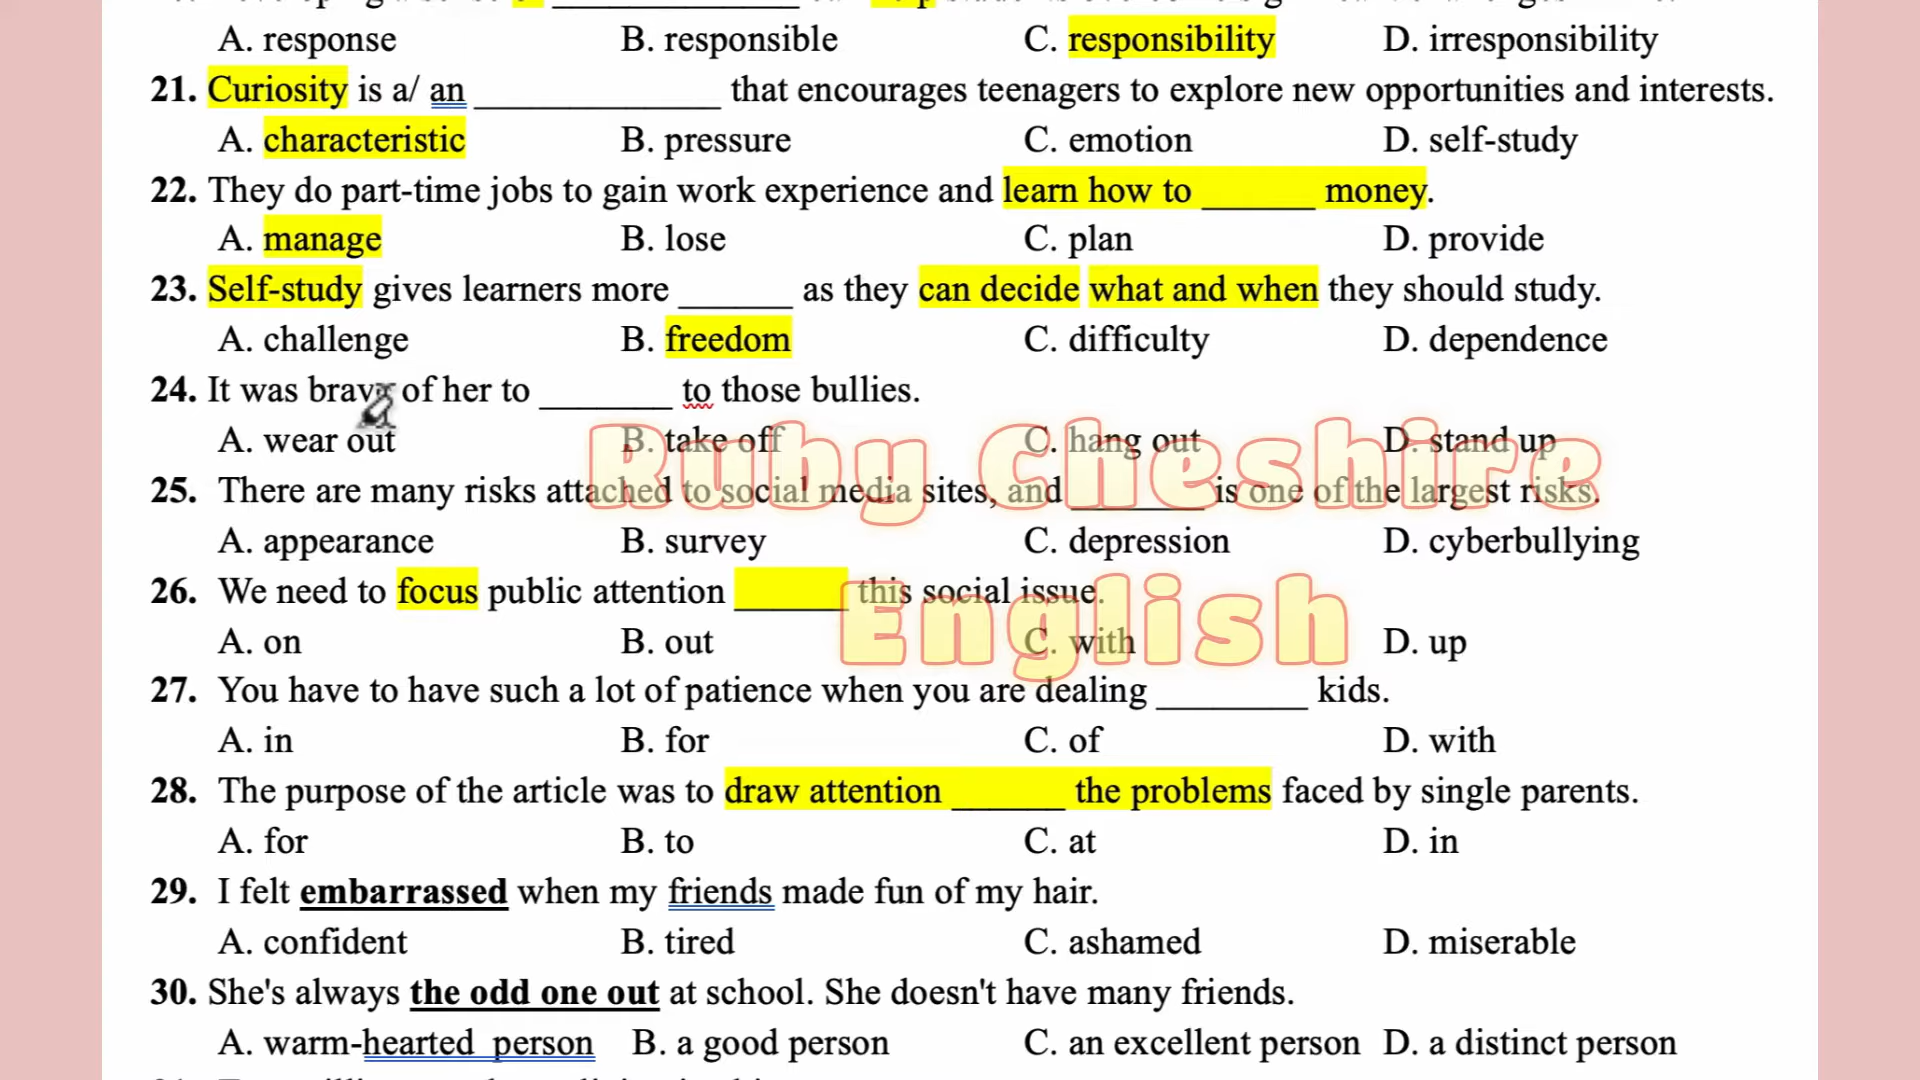 A. response B. responsible C. responsibility D. irresponsibility
21. Curiosity is a/ an _____________ that encourages teenagers to explore new opportunities and interests.
A. characteristic B. pressure C. emotion D. self-study
22. They do part-time jobs to gain work experience and learn how to ______ money.
A. manage B. lose C. plan D. provide
23. Self-study gives learners more ______ as they can decide what and when they should study.
A. challenge B. freedom C. difficulty D. dependence
24. It was brave of her to _______ to those bullies.
A. wear out B. take off C. hang out D. stand up
25. There are many risks attached to social media sites, and _______ is one of the largest risks.
A. appearance B. survey C. depression D. cyberbullying
26. We need to focus public attention ______ this social issue.
A. on B. out C. with D. up
27. You have to have such a lot of patience when you are dealing ________ kids.
A. in B. for C. of D. with
28. The purpose of the article was to draw attention ______ the problems faced by single parents.
A. for B. to C. at D. in
29. I felt embarrassed when my friends made fun of my hair.
A. confident B. tired C. ashamed D. miserable
30. She's always the odd one out at school. She doesn't have many friends.
A. warm-hearted person B. a good person C. an excellent person D. a distinct person
Ruby Cheshire
English